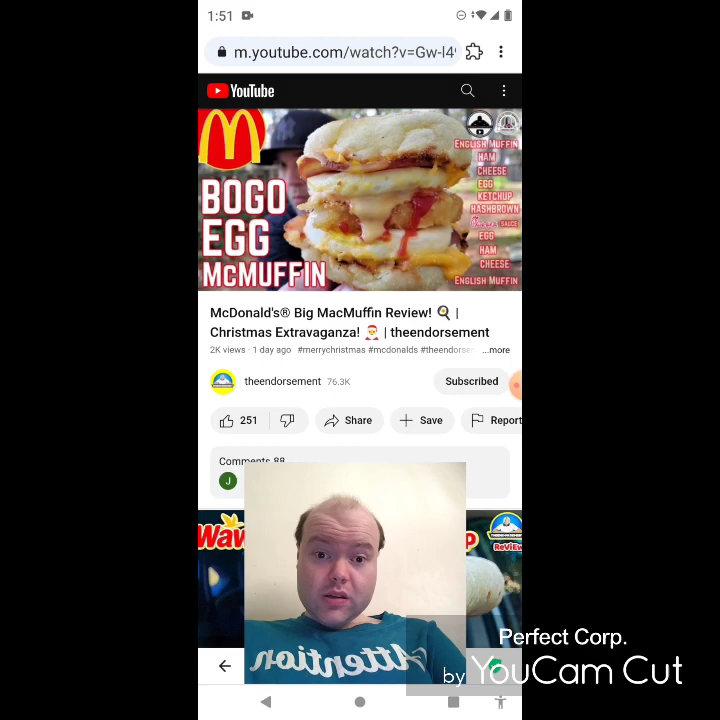 1:51
m.youtube.com/watch?v=Gw-l4
YouTube
BOGO
EGG
McMUFFIN
ENGLISH MUFFIN
HAM
CHEESE
EGG
KETCHUP
HASHBROWN
SAUCE
EGG
HAM
CHEESE
ENGLISH MUFFIN
McDonald's® Big MacMuffin Review! 🍳 |
Christmas Extravaganza! 🎅 | theendorsement
2K views · 1 day ago #merrychristmas #mcdonalds #theendorse ...more
theendorsement 76.3K Subscribed
251 Share Save Report
Comments 88
J
REVIEW
Attention
Perfect Corp.
by YouCam Cut